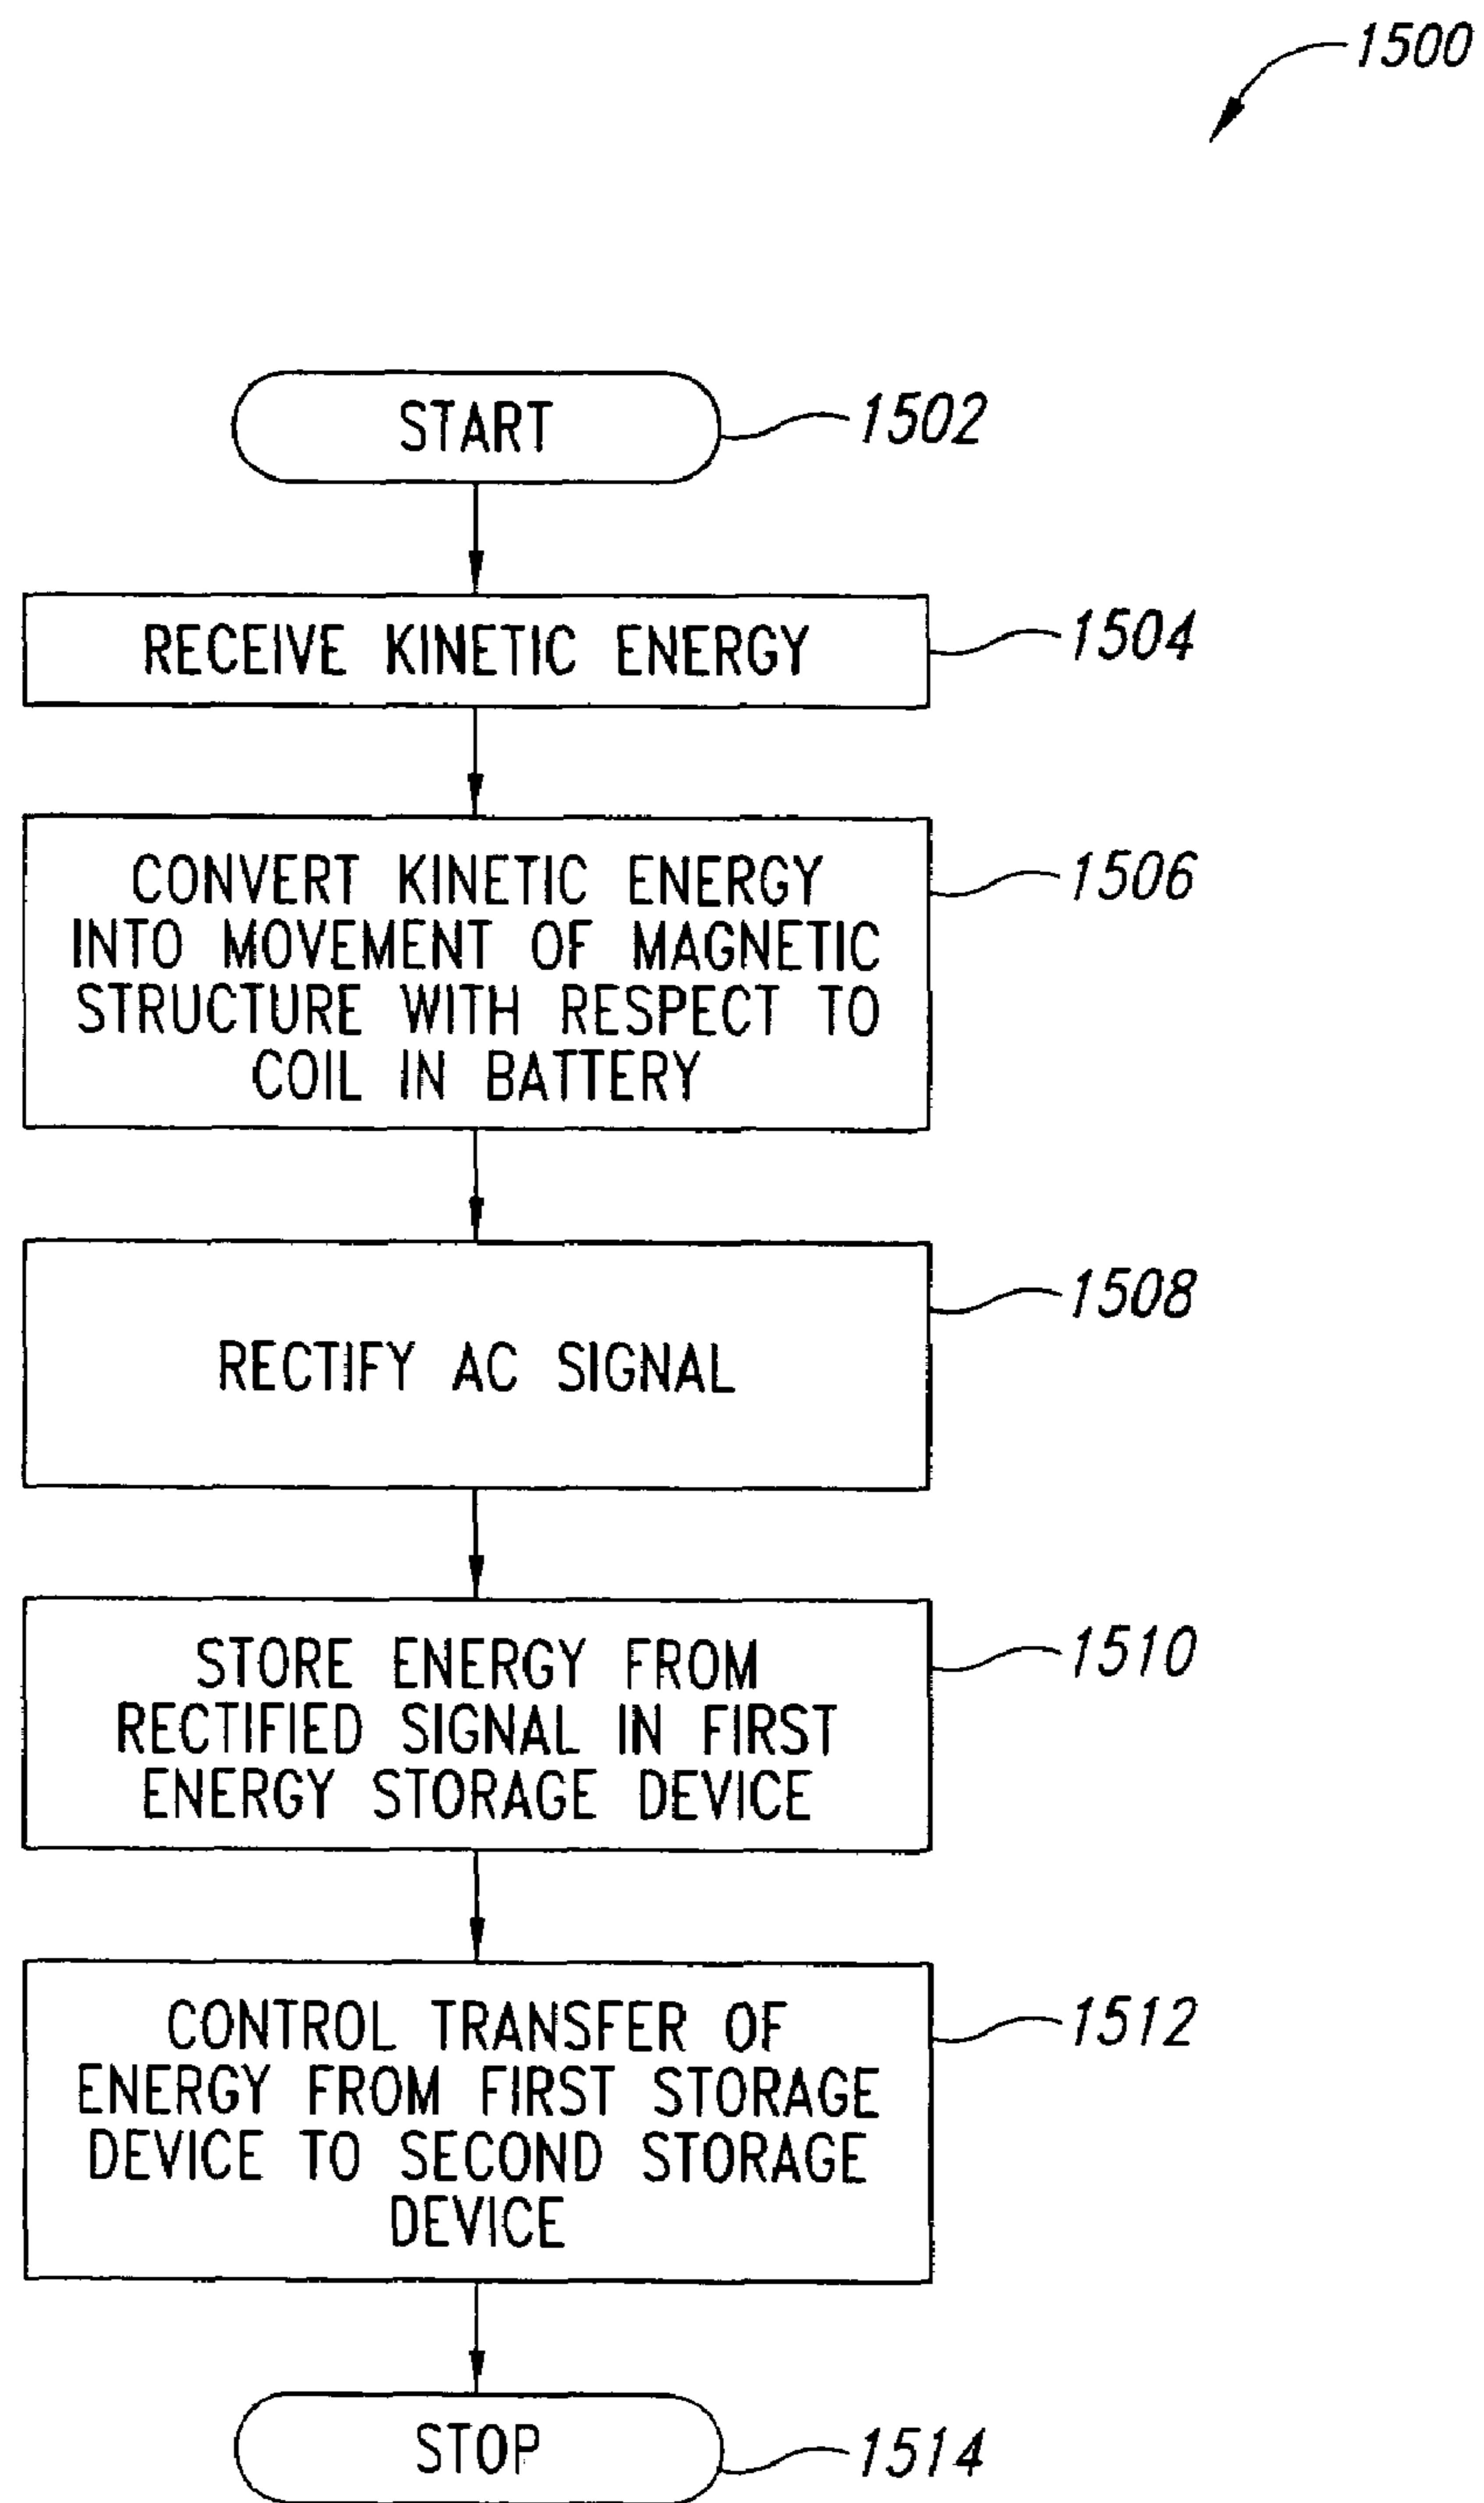 1500
START
1502
RECEIVE KINETIC ENERGY
1504
CONVERT KINETIC ENERGY
INTO MOVEMENT OF MAGNETIC
STRUCTURE WITH RESPECT TO
COIL IN BATTERY
1506
RECTIFY AC SIGNAL
1508
STORE ENERGY FROM
RECTIFIED SIGNAL IN FIRST
ENERGY STORAGE DEVICE
1510
CONTROL TRANSFER OF
ENERGY FROM FIRST STORAGE
DEVICE TO SECOND STORAGE
DEVICE
1512
STOP
1514